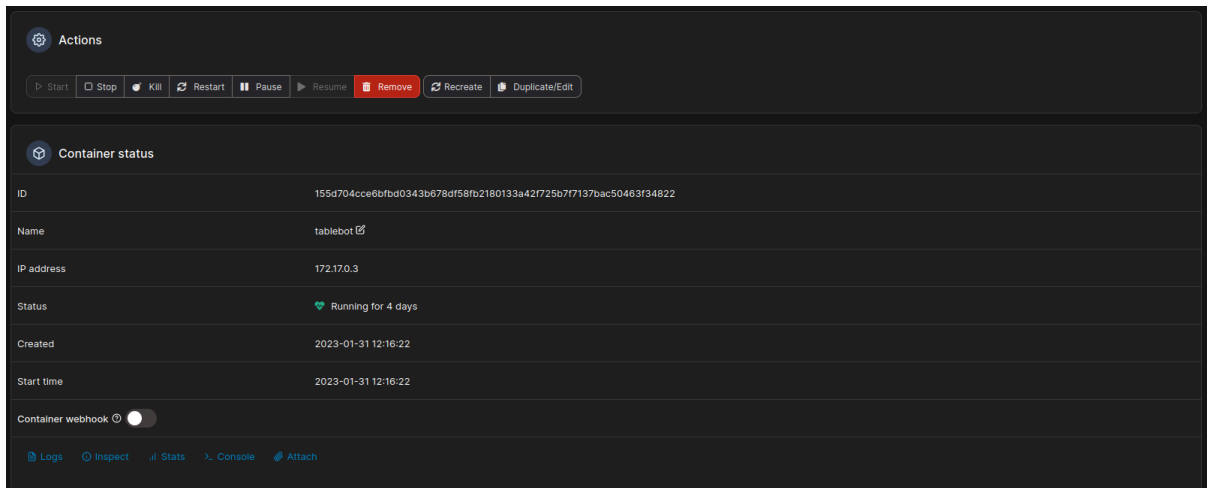 Actions
Start Stop Kill Restart Pause Resume Remove Recreate Duplicate/Edit
Container status
ID 155d704cce6bfbd0343b678df58fb2180133a42f725b7f7137bac50463f34822
Name tablebot
IP address 172.17.0.3
Status Running for 4 days
Created 2023-01-31 12:16:22
Start time 2023-01-31 12:16:22
Container webhook
Logs Inspect Stats Console Attach